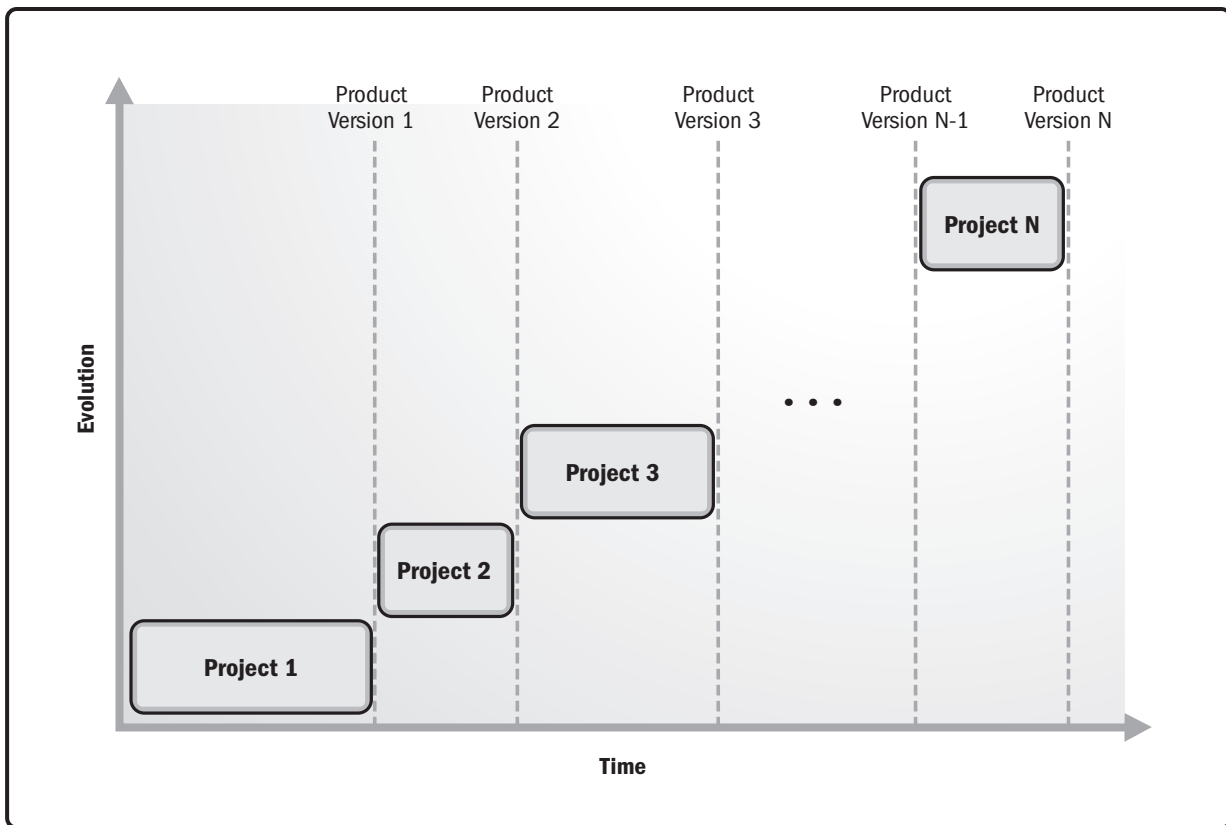 Product
Version 1
Product
Version 2
Product
Version 3
Product
Version N-1
Product
Version N
Project N
Evolution
• • •
Project 3
Project 2
Project 1
Time